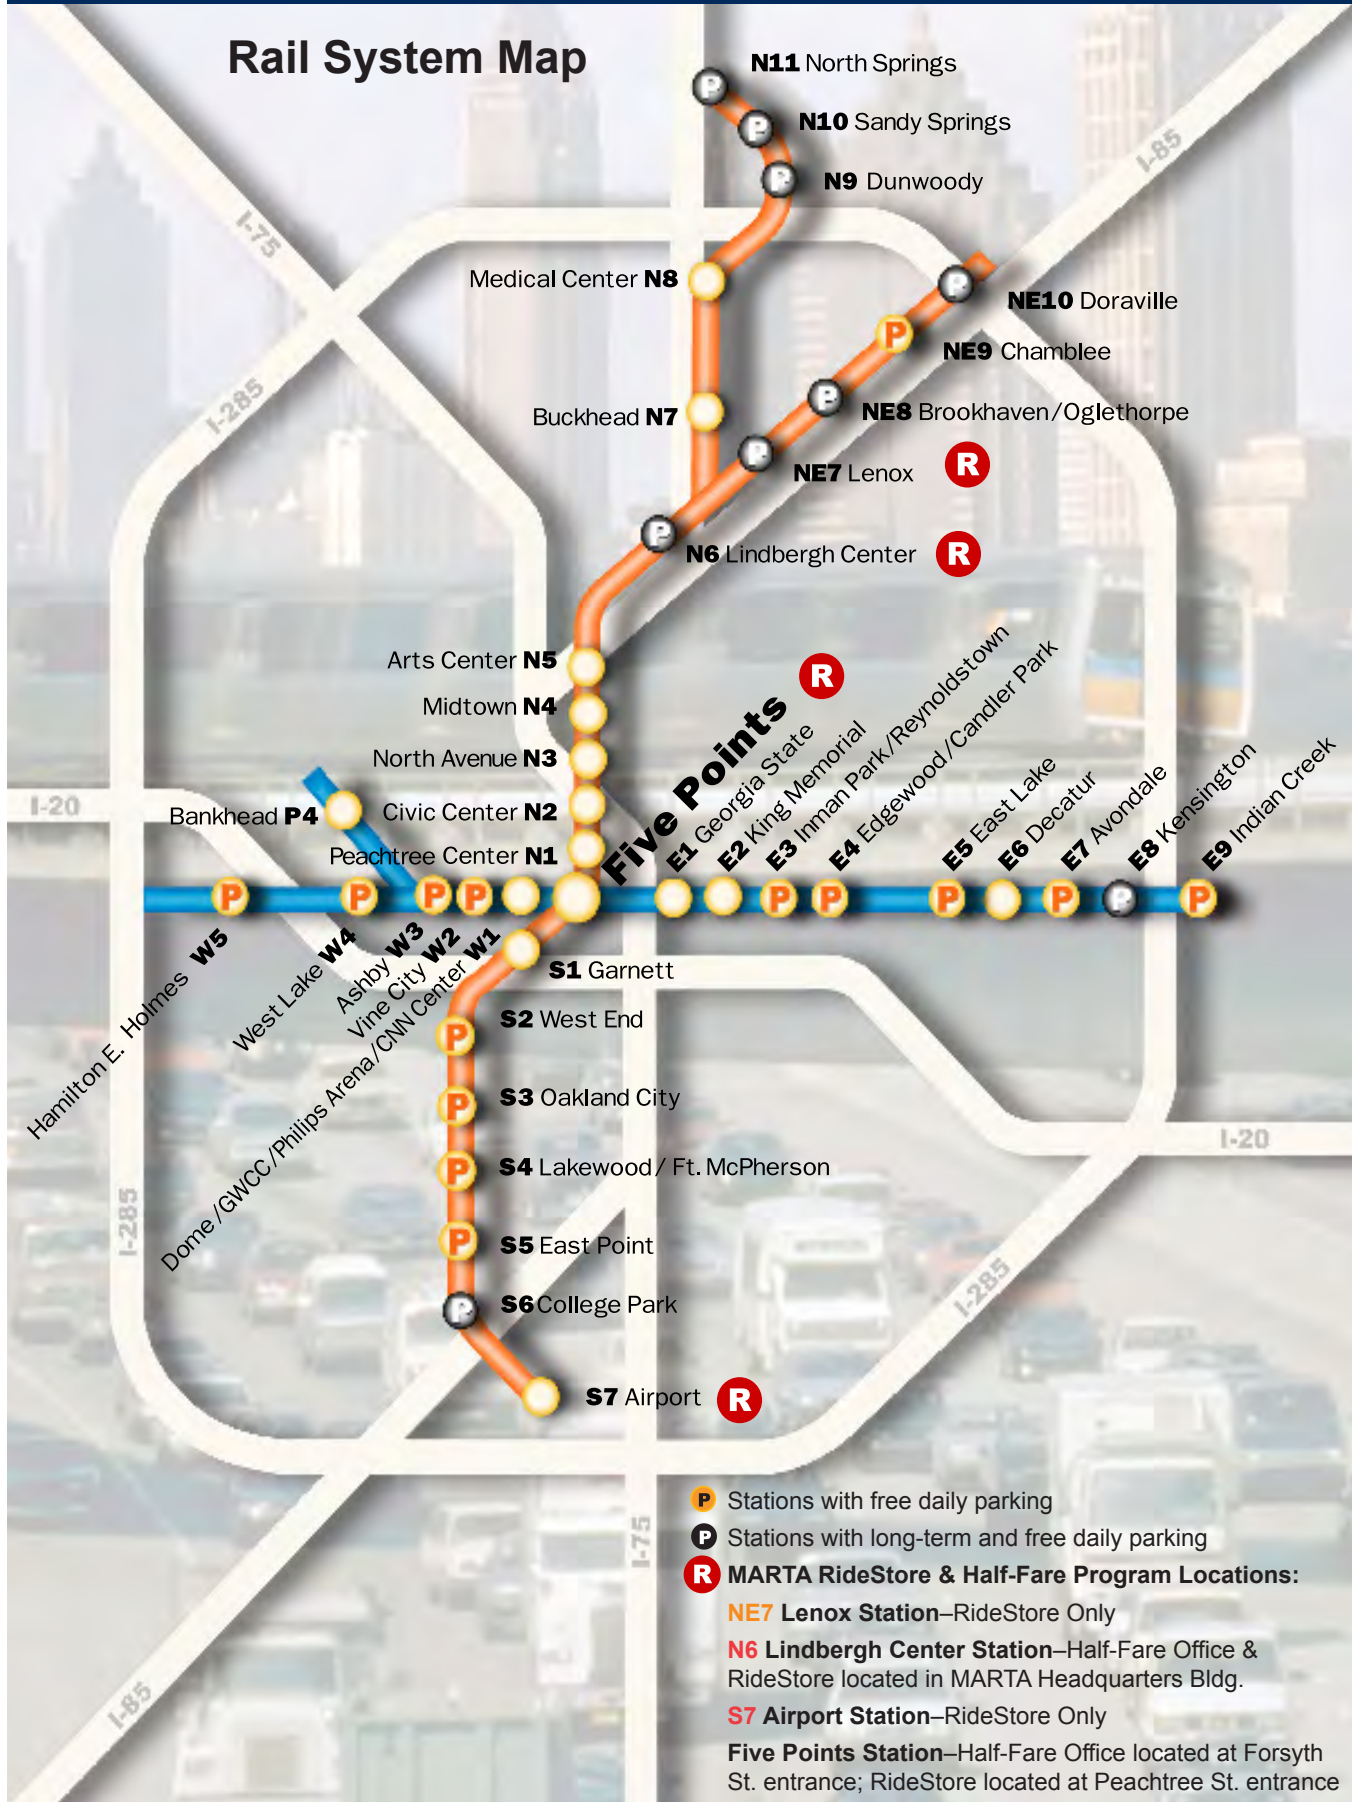 Rail System Map
N11 North Springs
N10 Sandy Springs
N9 Dunwoody
I-85
I-75
Medical Center N8
NE10 Doraville
NE9 Chamblee
I-285
Buckhead N7
NE8 Brookhaven/Oglethorpe
NE7 Lenox R
N6 Lindbergh Center R
Arts Center N5
R
Midtown N4
North Avenue N3
I-20
Bankhead P4
Civic Center N2
Peachtree Center N1
Five Points
E1 Georgia State
E2 King Memorial
E3 Inman Park/Reynoldstown
E4 Edgewood/Candler Park
E5 East Lake
E6 Decatur
E7 Avondale
E8 Kensington
E9 Indian Creek
Hamilton E. Holmes W5
West Lake W4
Ashby W3
Vine City W2
Dome/GWCC/Philips Arena/CNN Center W1
S1 Garnett
S2 West End
S3 Oakland City
I-20
S4 Lakewood/ Ft. McPherson
I-285
S5 East Point
I-285
S6 College Park
S7 Airport R
I-75
I-85
P Stations with free daily parking
P Stations with long-term and free daily parking
R MARTA RideStore & Half-Fare Program Locations:
NE7 Lenox Station–RideStore Only
N6 Lindbergh Center Station–Half-Fare Office &
RideStore located in MARTA Headquarters Bldg.
S7 Airport Station–RideStore Only
Five Points Station–Half-Fare Office located at Forsyth
St. entrance; RideStore located at Peachtree St. entrance